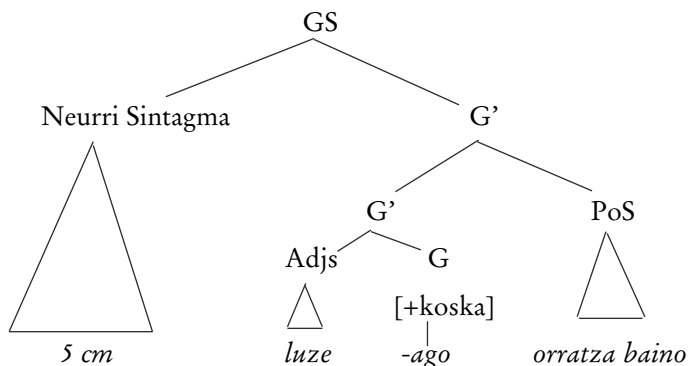 GS
Neurri Sintagma G’
G’ PoS
Adjs G
[+koska]
5 cm luze -ago orratza baino